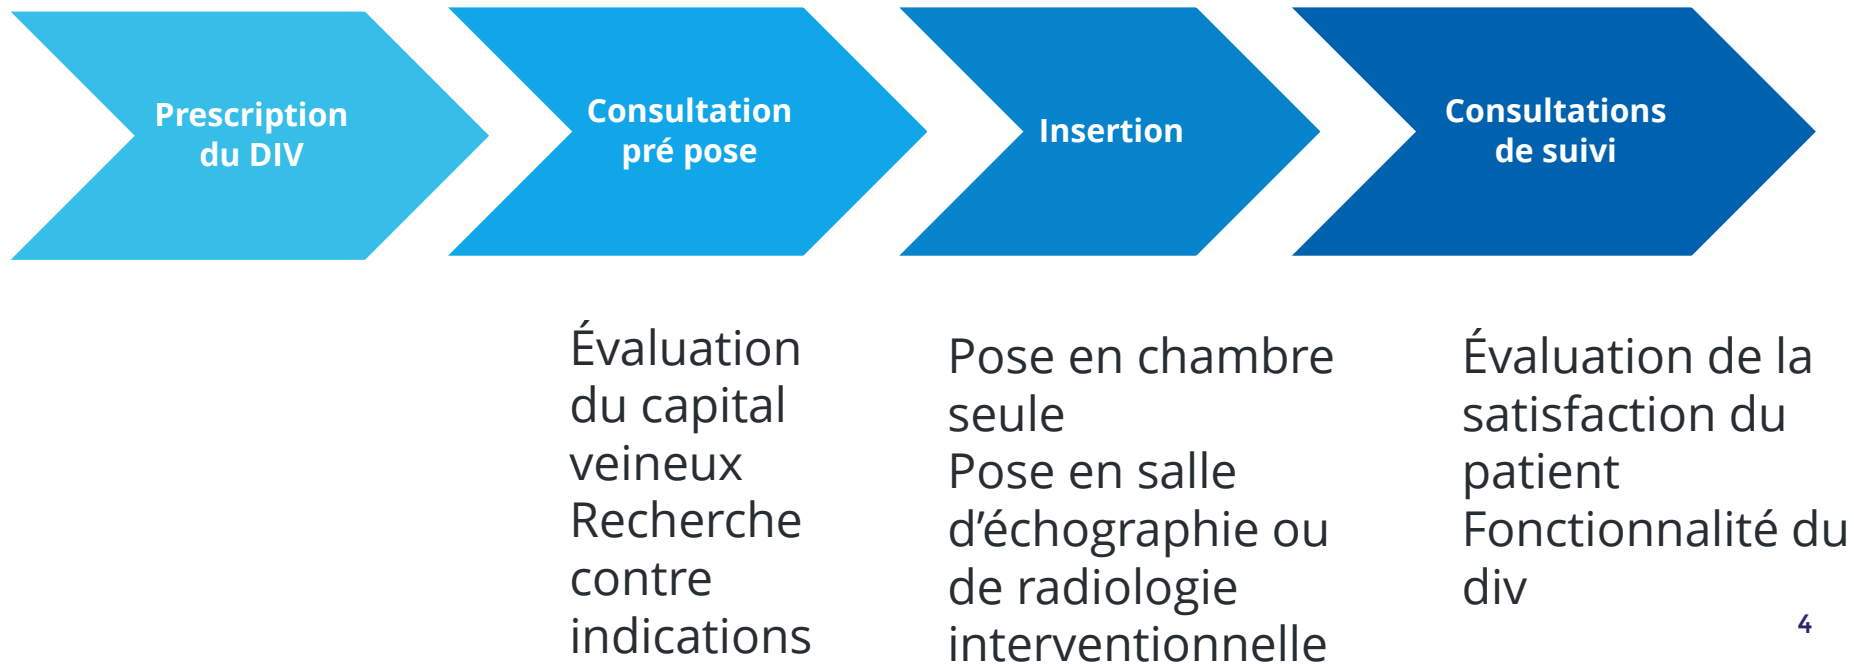 Prescription
du DIV
Consultation
pré pose
Insertion
Consultations
de suivi
Évaluation
du capital
veineux
Recherche
contre
indications
Pose en chambre
seule
Pose en salle
d’échographie ou
de radiologie
interventionnelle
Évaluation de la
satisfaction du
patient
Fonctionnalité du
div
4